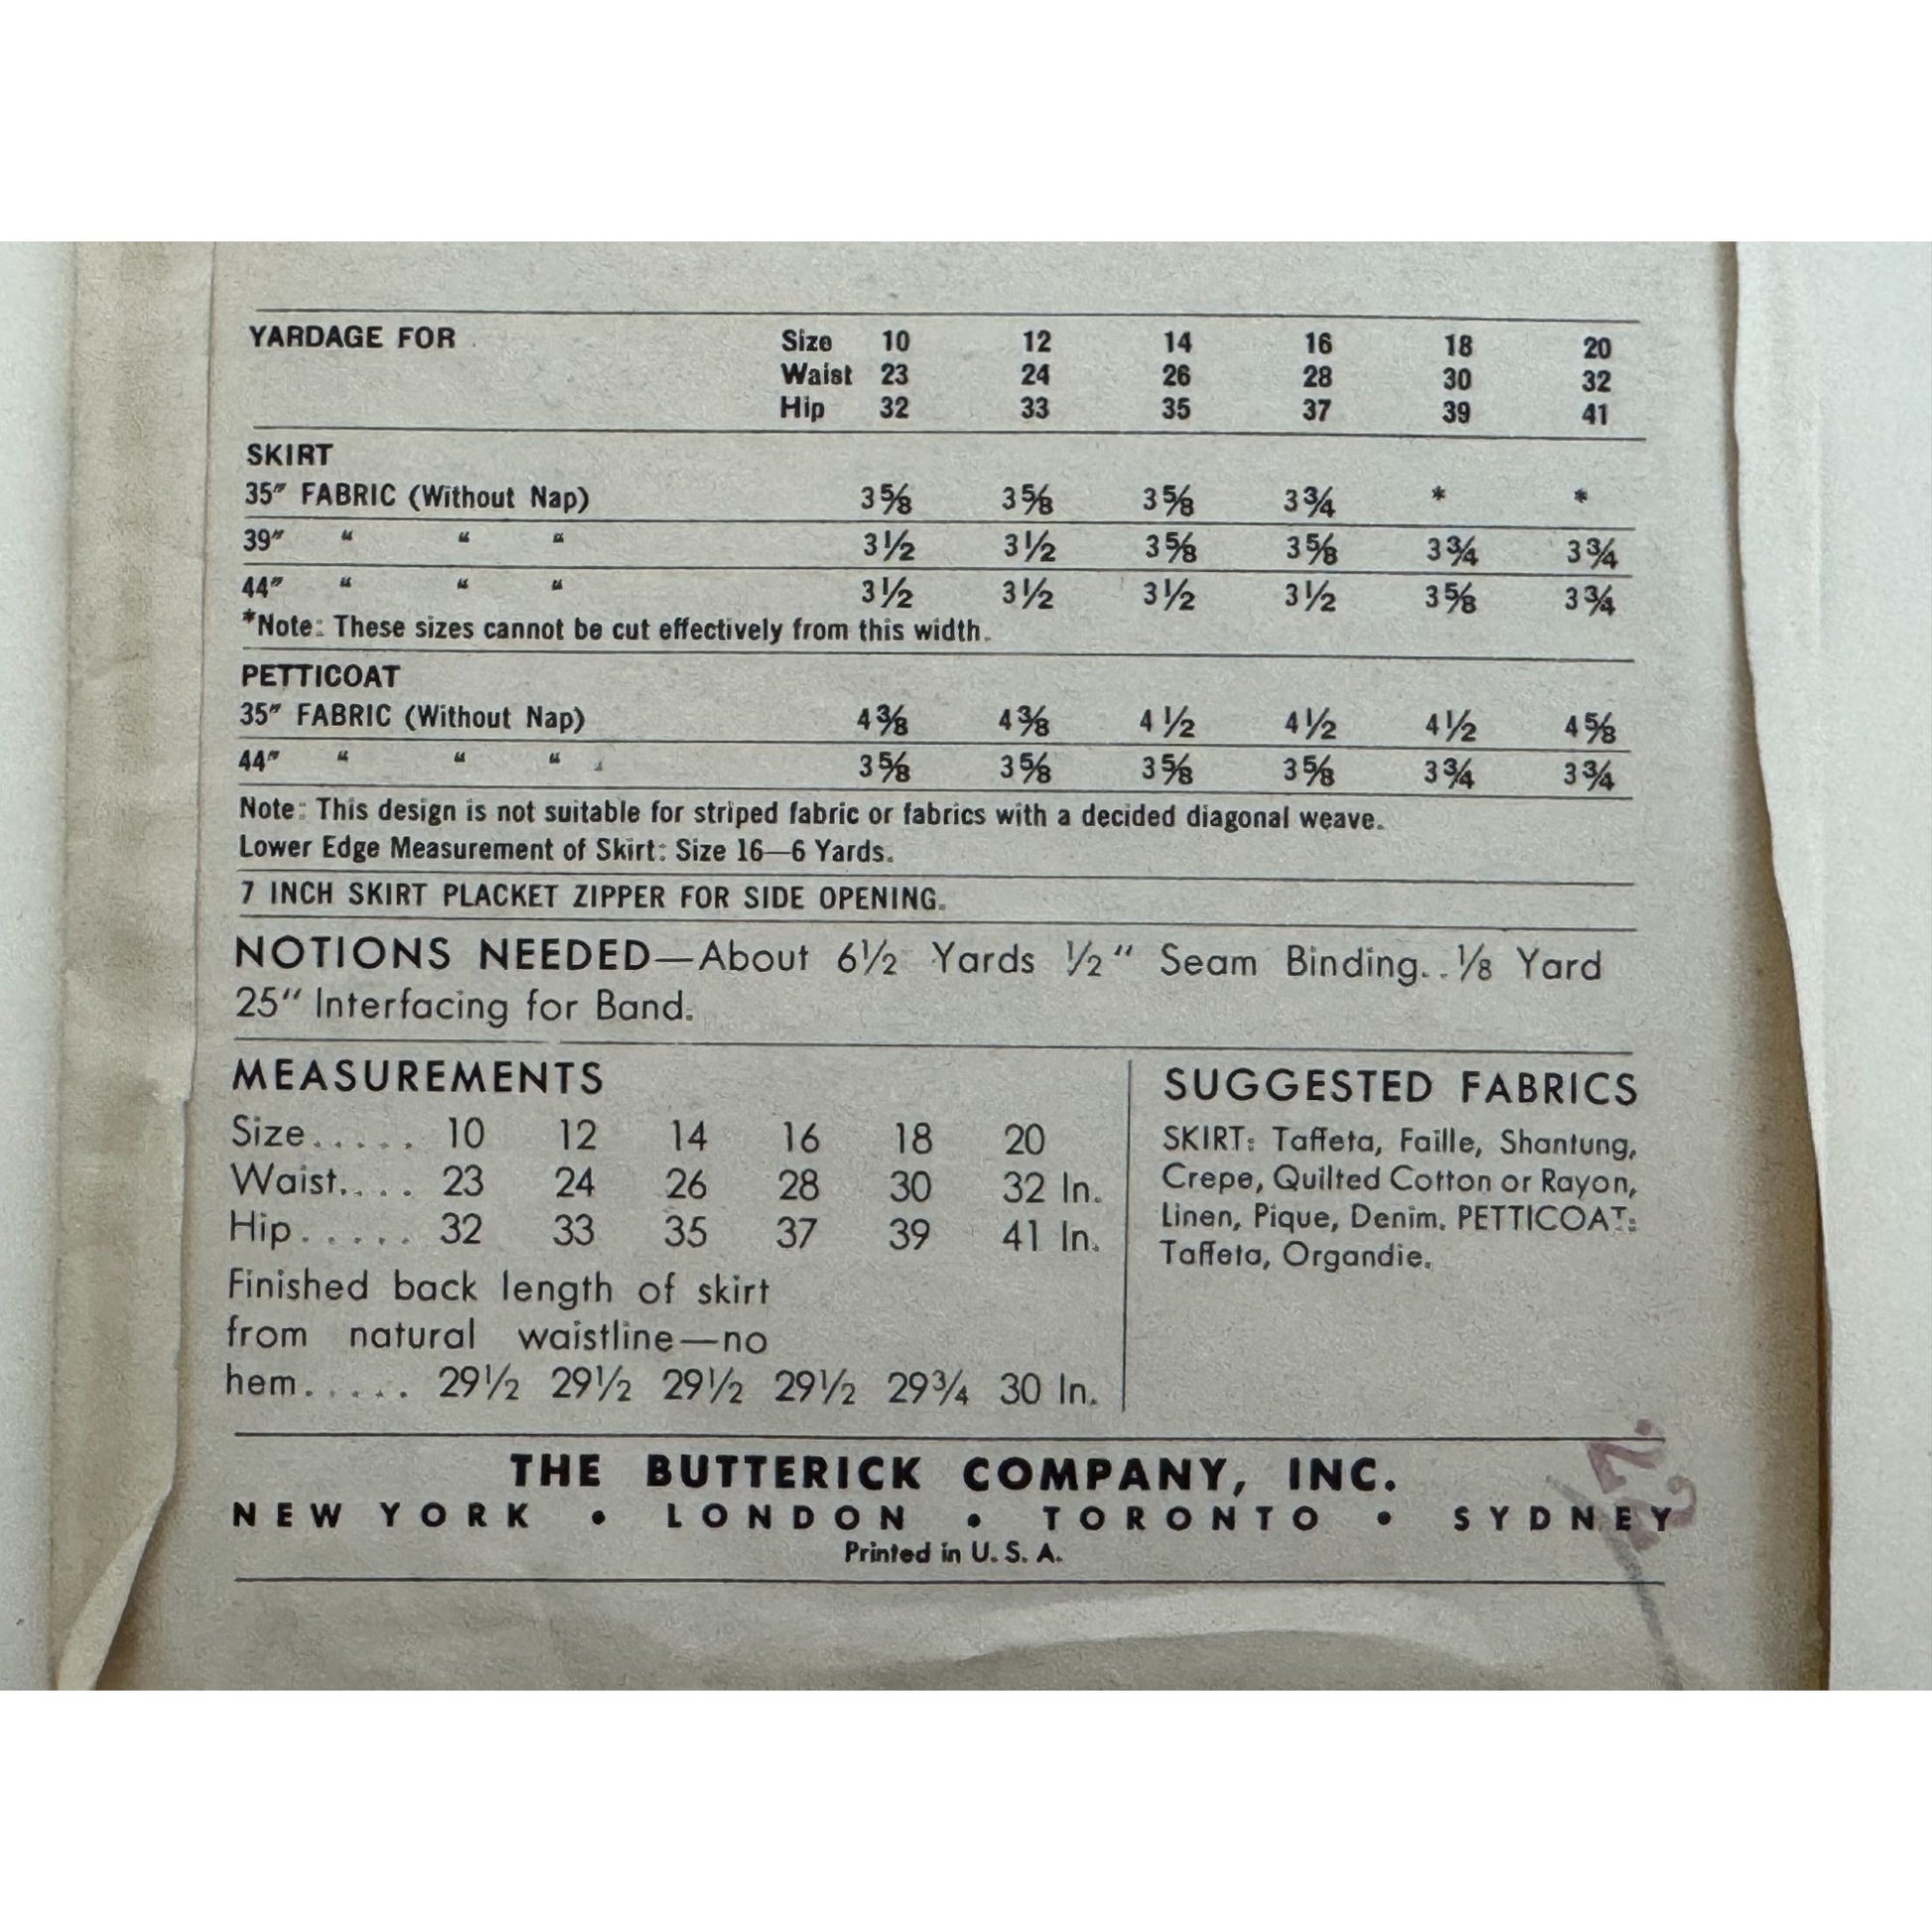 YARDAGE FOR Size 10 12 14 16 18 20
Waist 23 24 26 28 30 32
Hip 32 33 35 37 39 41
SKIRT
35″ FABRIC (Without Nap) 3⅝ 3⅝ 3⅝ 3¾ * *
39″ “ “ “ 3½ 3½ 3⅝ 3⅝ 3¾ 3¾
44″ “ “ “ 3½ 3½ 3½ 3½ 3⅝ 3¾
*Note: These sizes cannot be cut effectively from this width.
PETTICOAT
35″ FABRIC (Without Nap) 4⅜ 4⅜ 4½ 4½ 4½ 4⅝
44″ “ “ “ 3⅝ 3⅝ 3⅝ 3⅝ 3¾ 3¾
Note: This design is not suitable for striped fabric or fabrics with a decided diagonal weave.
Lower Edge Measurement of Skirt: Size 16—6 Yards.
7 INCH SKIRT PLACKET ZIPPER FOR SIDE OPENING.
NOTIONS NEEDED—About 6½ Yards ½“ Seam Binding..⅛ Yard
25“ Interfacing for Band.
MEASUREMENTS
Size..... 10 12 14 16 18 20
Waist.... 23 24 26 28 30 32 In.
Hip..... 32 33 35 37 39 41 In.
Finished back length of skirt
from natural waistline—no
hem..... 29½ 29½ 29½ 29½ 29¾ 30 In.
SUGGESTED FABRICS
SKIRT: Taffeta, Faille, Shantung,
Crepe, Quilted Cotton or Rayon,
Linen, Pique, Denim. PETTICOAT:
Taffeta, Organdie.
THE BUTTERICK COMPANY, INC.
NEW YORK • LONDON • TORONTO • SYDNEY
Printed in U. S. A.